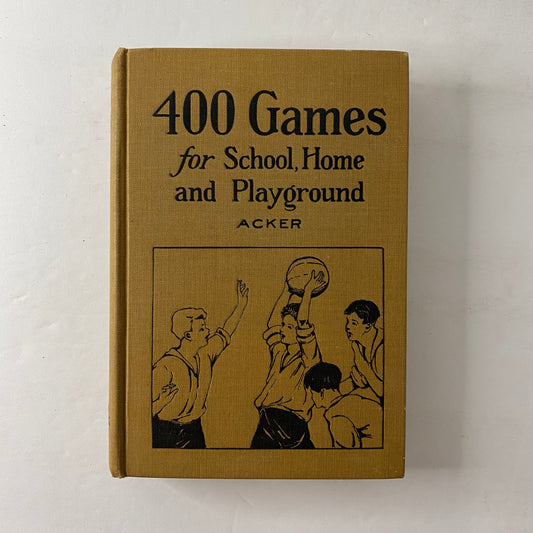 400 Games
for School, Home
and Playground
ACKER